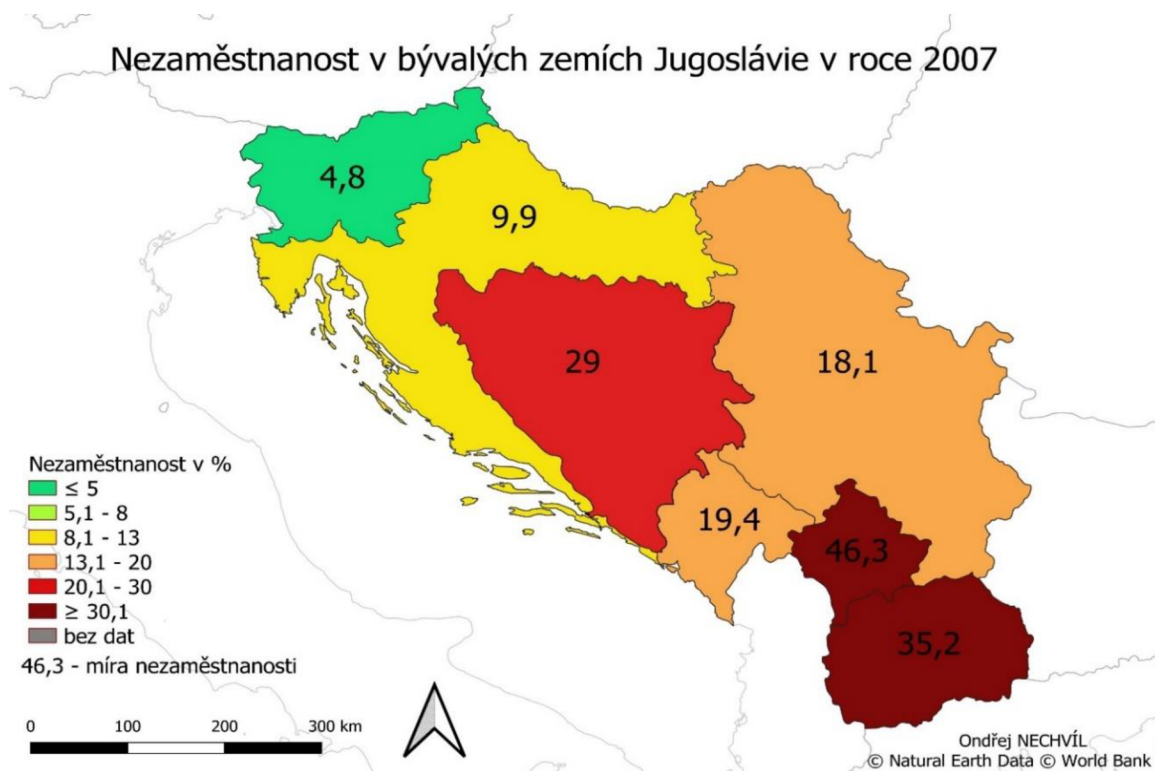 Nezaměstnanost v bývalých zemích Jugoslávie v roce 2007
4,8
9,9
29
18,1
19,4
46,3
35,2
Nezaměstnanost v %
≤ 5
5,1 - 8
8,1 - 13
13,1 - 20
20,1 - 30
≥ 30,1
bez dat
46,3 - míra nezaměstnanosti
0 100 200 300 km
Ondřej NECHVÍL
© Natural Earth Data © World Bank